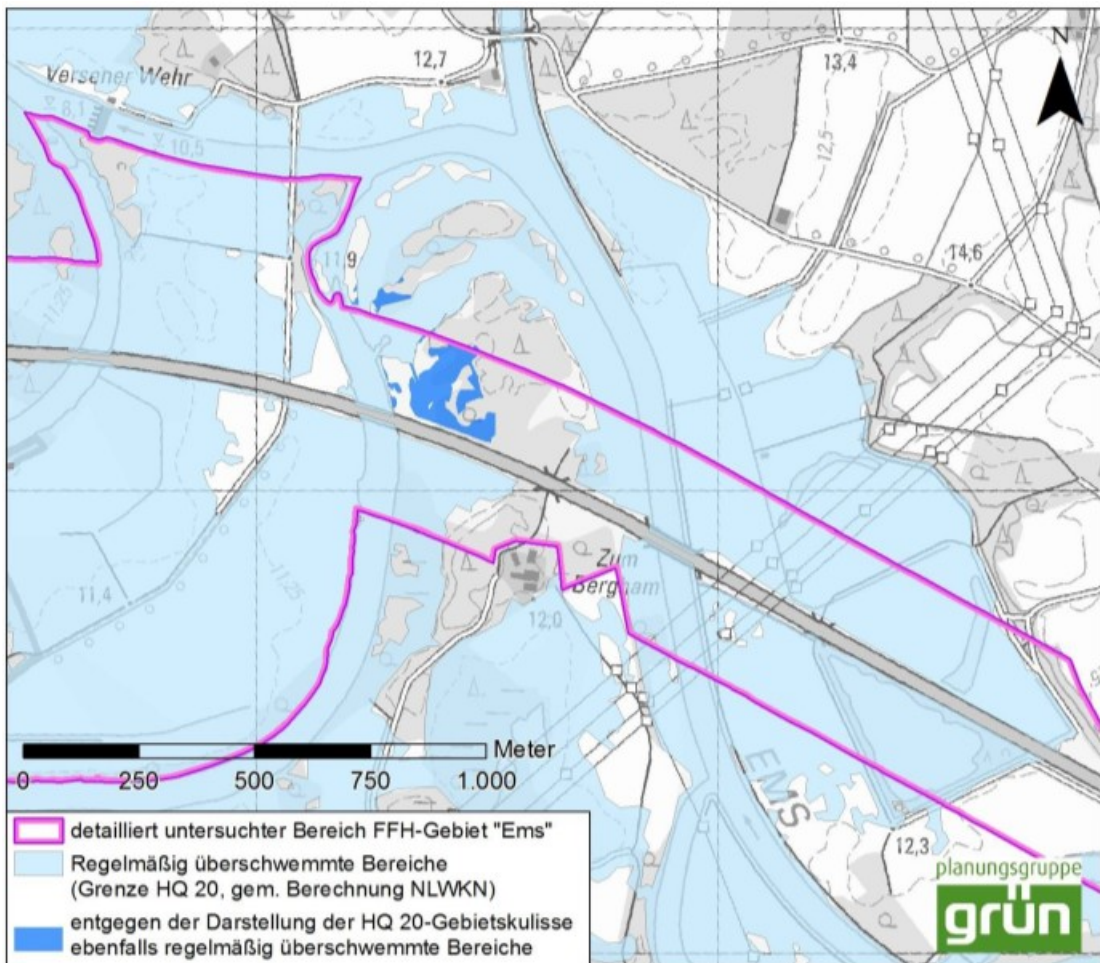 N
12,7
13,4
Versener Wehr
8,1
10,5
12,5
11,9
14,6
11,25
11,4
11,25
Zum
Bergham
12,0
EMS
Meter
0 250 500 750 1.000
12,3
detailliert untersuchter Bereich FFH-Gebiet "Ems"
Regelmäßig überschwemmte Bereiche
(Grenze HQ 20, gem. Berechnung NLWKN)
entgegen der Darstellung der HQ 20-Gebietskulisse
ebenfalls regelmäßig überschwemmte Bereiche
planungsgruppe
grün